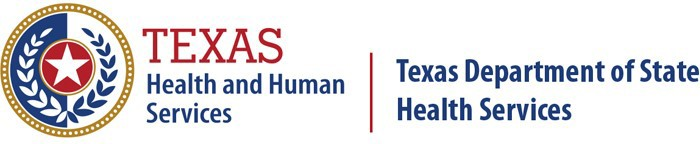 TEXAS
Health and Human
Services
Texas Department of State
Health Services